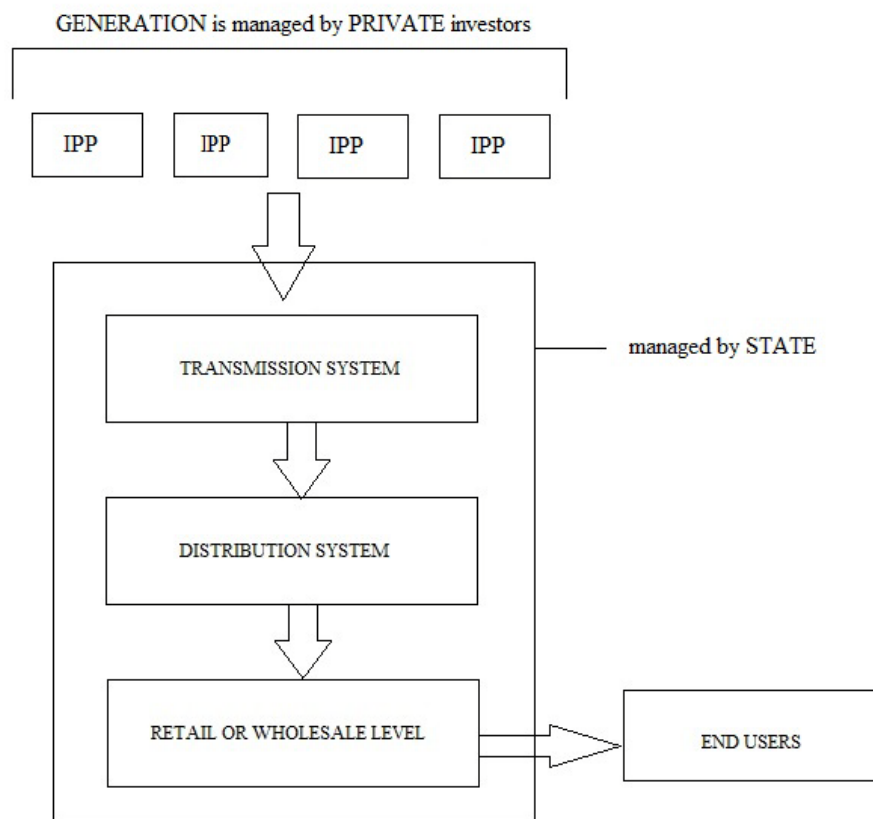 GENERATION is managed by PRIVATE investors
IPP
IPP
IPP
IPP
TRANSMISSION SYSTEM
managed by STATE
DISTRIBUTION SYSTEM
RETAIL OR WHOLESALE LEVEL
END USERS